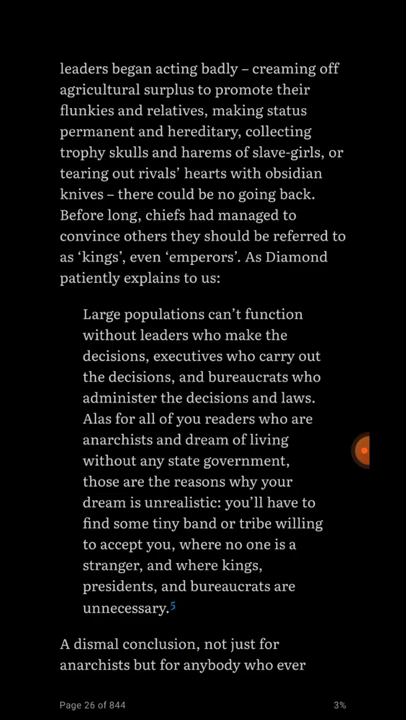 leaders began acting badly – creaming off
agricultural surplus to promote their
flunkies and relatives, making status
permanent and hereditary, collecting
trophy skulls and harems of slave-girls, or
tearing out rivals’ hearts with obsidian
knives – there could be no going back.
Before long, chiefs had managed to
convince others they should be referred to
as ‘kings’, even ‘emperors’. As Diamond
patiently explains to us:
Large populations can’t function
without leaders who make the
decisions, executives who carry out
the decisions, and bureaucrats who
administer the decisions and laws.
Alas for all of you readers who are
anarchists and dream of living
without any state government,
those are the reasons why your
dream is unrealistic: you’ll have to
find some tiny band or tribe willing
to accept you, where no one is a
stranger, and where kings,
presidents, and bureaucrats are
unnecessary.5
A dismal conclusion, not just for
anarchists but for anybody who ever
Page 26 of 844 3%